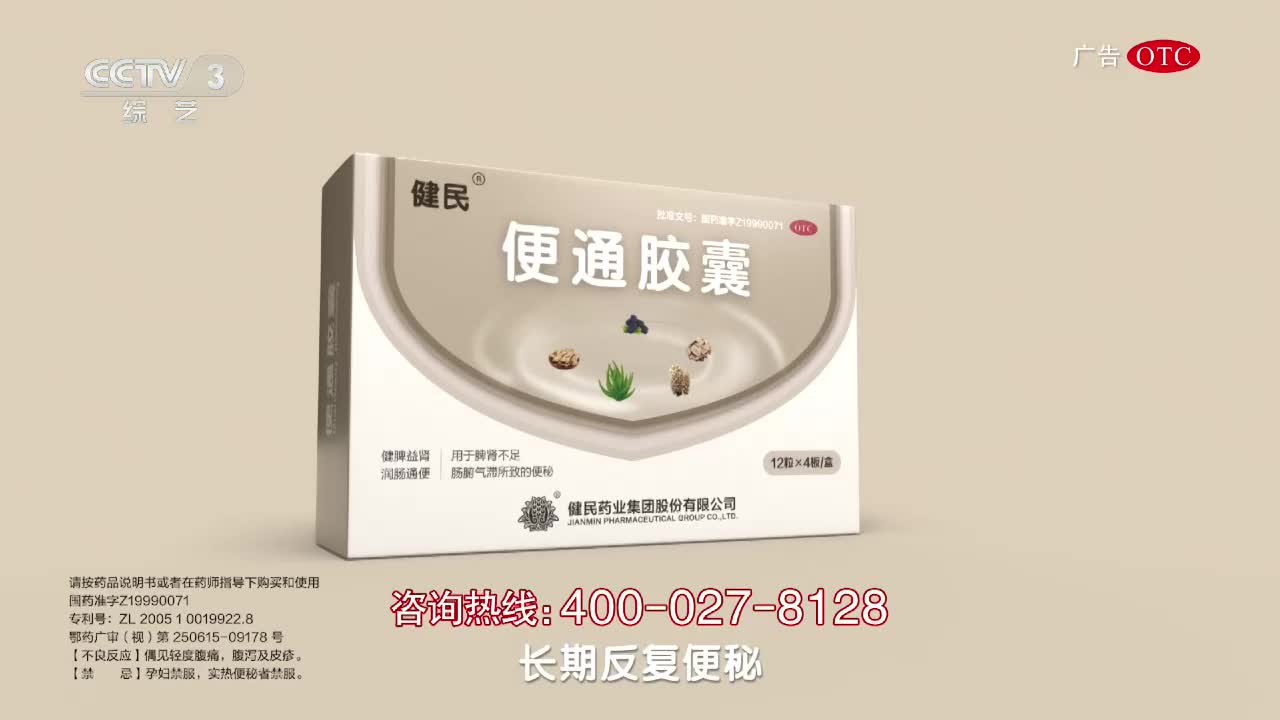 CCTV 3
综艺
广告 OTC
健民®
批准文号：国药准字Z19990071 OTC
便通胶囊
健脾益肾
润肠通便
用于脾肾不足
肠腑气滞所致的便秘
12粒×4板/盒
健民药业集团股份有限公司
JIANMIN PHARMACEUTICAL GROUP CO.,LTD.
请按药品说明书或者在药师指导下购买和使用
国药准字Z19990071
专利号：ZL 2005 1 0019922.8
鄂药广审（视）第 250615-09178 号
【不良反应】偶见轻度腹痛，腹泻及皮疹。
【禁 忌】孕妇禁服，实热便秘者禁服。
咨询热线：400-027-8128
长期反复便秘